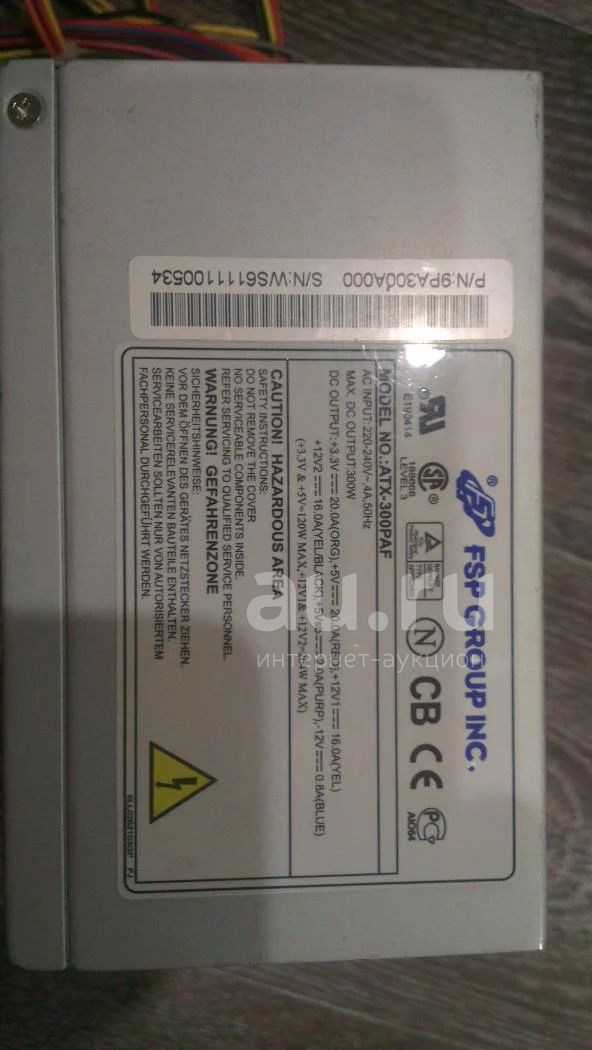 P/N:9PA300A000
S/N:WS6111100534
FSP GROUP INC.
E190414
188868
LEVEL 3
N
CB CE
PC
MODEL NO.:ATX-300PAF
AC INPUT:220-240V~,4A,50Hz
MAX. DC OUTPUT:300W
DC OUTPUT:+3.3V⎓20.0A(ORG),+5V⎓20.0A(RED),+12V1⎓16.0A(YEL)
+12V2⎓16.0A(YEL/BLACK),+5Vsb⎓ (PURP),-12V⎓0.8A(BLUE)
(+3.3V & +5V=120W MAX,+12V1& +12V2= MAX)
CAUTION! HAZARDOUS AREA
SAFETY INSTRUCTIONS:
DO NOT REMOVE THE COVER
NO SERVICEABLE COMPONENTS INSIDE.
REFER SERVICING TO QUALIFIED SERVICE PERSONNEL.
WARNUNG! GEFAHRENZONE
SICHERHEITSHINWEISE:
VOR DEM ÖFFNEN DES GERÄTES NETZSTECKER ZIEHEN.
KEINE SERVICERELEVANTEN BAUTEILE ENTHALTEN.
SERVICEARBEITEN SOLLTEN NUR VON AUTORISIERTEM
FACHPERSONAL DURCHGEFÜHRT WERDEN.
au.ru
интернет-аукцион